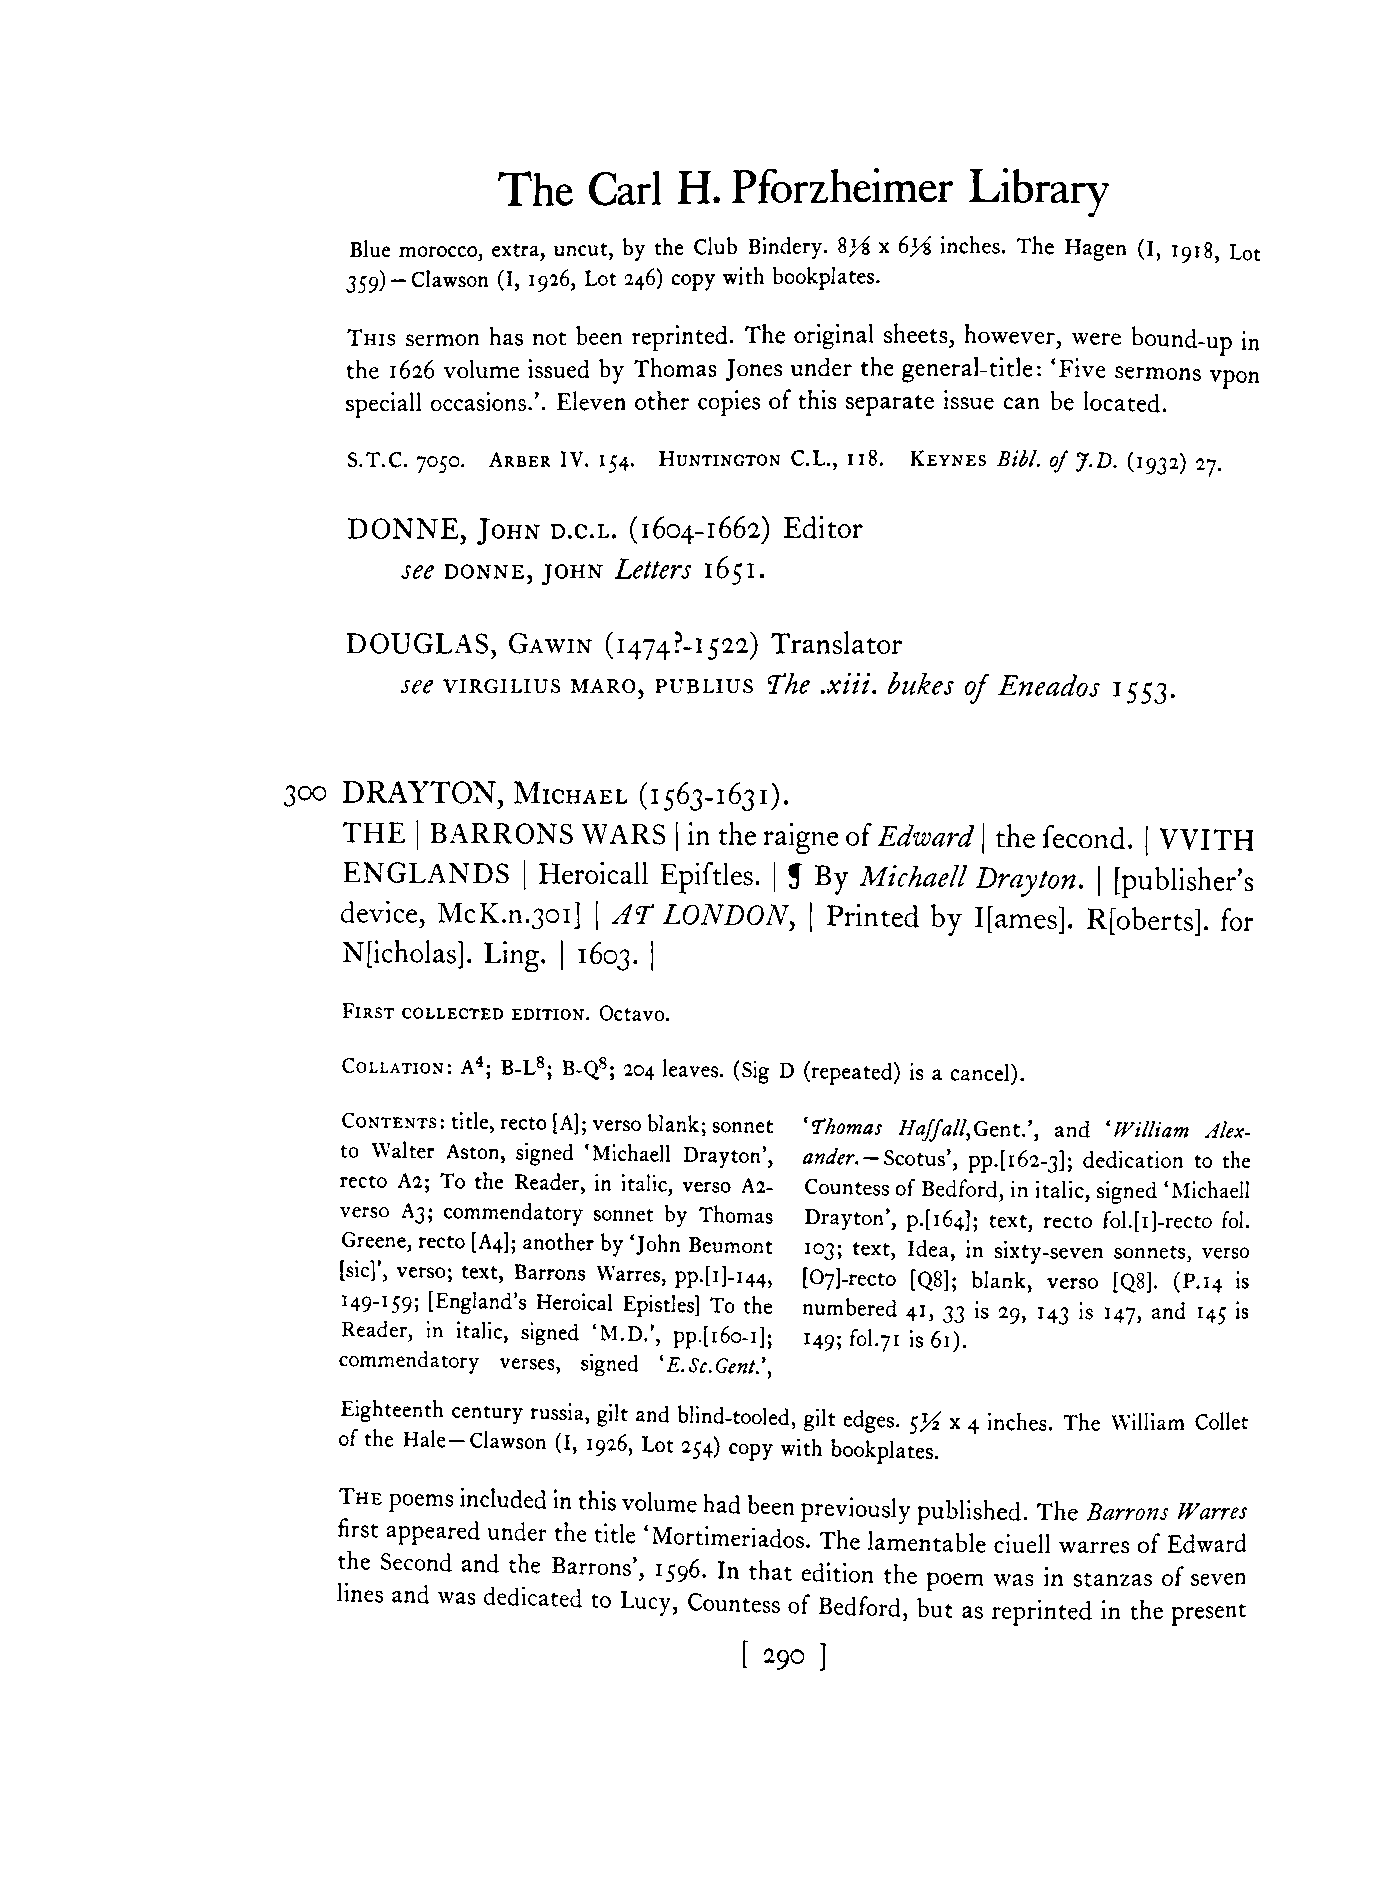 The Carl H. Pforzheimer Library
Blue morocco, extra, uncut, by the Club Bindery. 8⅛ x 6⅛ inches. The Hagen (I, 1918, Lot
359)—Clawson (I, 1926, Lot 246) copy with bookplates.
THIS sermon has not been reprinted. The original sheets, however, were bound-up in
the 1626 volume issued by Thomas Jones under the general-title: ‘Five sermons vpon
speciall occasions.’. Eleven other copies of this separate issue can be located.
S.T.C. 7050. ARBER IV. 154. HUNTINGTON C.L., 118. KEYNES Bibl. of J.D. (1932) 27.
DONNE, JOHN D.C.L. (1604-1662) Editor
see DONNE, JOHN Letters 1651.
DOUGLAS, GAWIN (1474?-1522) Translator
see VIRGILIUS MARO, PUBLIUS The .xiii. bukes of Eneados 1553.
300 DRAYTON, MICHAEL (1563-1631).
THE | BARRONS WARS | in the raigne of Edward | the ſecond. | VVITH
ENGLANDS | Heroicall Epiſtles. | ¶ By Michaell Drayton. | [publisher's
device, McK.n.301] | AT LONDON, | Printed by I[ames]. R[oberts]. for
N[icholas]. Ling. | 1603. |
FIRST COLLECTED EDITION. Octavo.
COLLATION: A⁴; B-L⁸; B-Q⁸; 204 leaves. (Sig D (repeated) is a cancel).
CONTENTS: title, recto [A]; verso blank; sonnet
to Walter Aston, signed ‘Michaell Drayton’,
recto A2; To the Reader, in italic, verso A2-
verso A3; commendatory sonnet by Thomas
Greene, recto [A4]; another by ‘John Beumont
[sic]’, verso; text, Barrons Warres, pp.[1]-144,
149-159; [England's Heroical Epistles] To the
Reader, in italic, signed ‘M.D.’, pp.[160-1];
commendatory verses, signed ‘E.Sc.Gent.’,
‘Thomas Haſſall,Gent.’, and ‘William Alex-
ander.—Scotus’, pp.[162-3]; dedication to the
Countess of Bedford, in italic, signed ‘Michaell
Drayton’, p.[164]; text, recto fol.[1]-recto fol.
103; text, Idea, in sixty-seven sonnets, verso
[O7]-recto [Q8]; blank, verso [Q8]. (P.14 is
numbered 41, 33 is 29, 143 is 147, and 145 is
149; fol.71 is 61).
Eighteenth century russia, gilt and blind-tooled, gilt edges. 5½ x 4 inches. The William Collet
of the Hale—Clawson (I, 1926, Lot 254) copy with bookplates.
THE poems included in this volume had been previously published. The Barrons Warres
first appeared under the title ‘Mortimeriados. The lamentable ciuell warres of Edward
the Second and the Barrons’, 1596. In that edition the poem was in stanzas of seven
lines and was dedicated to Lucy, Countess of Bedford, but as reprinted in the present
[ 290 ]